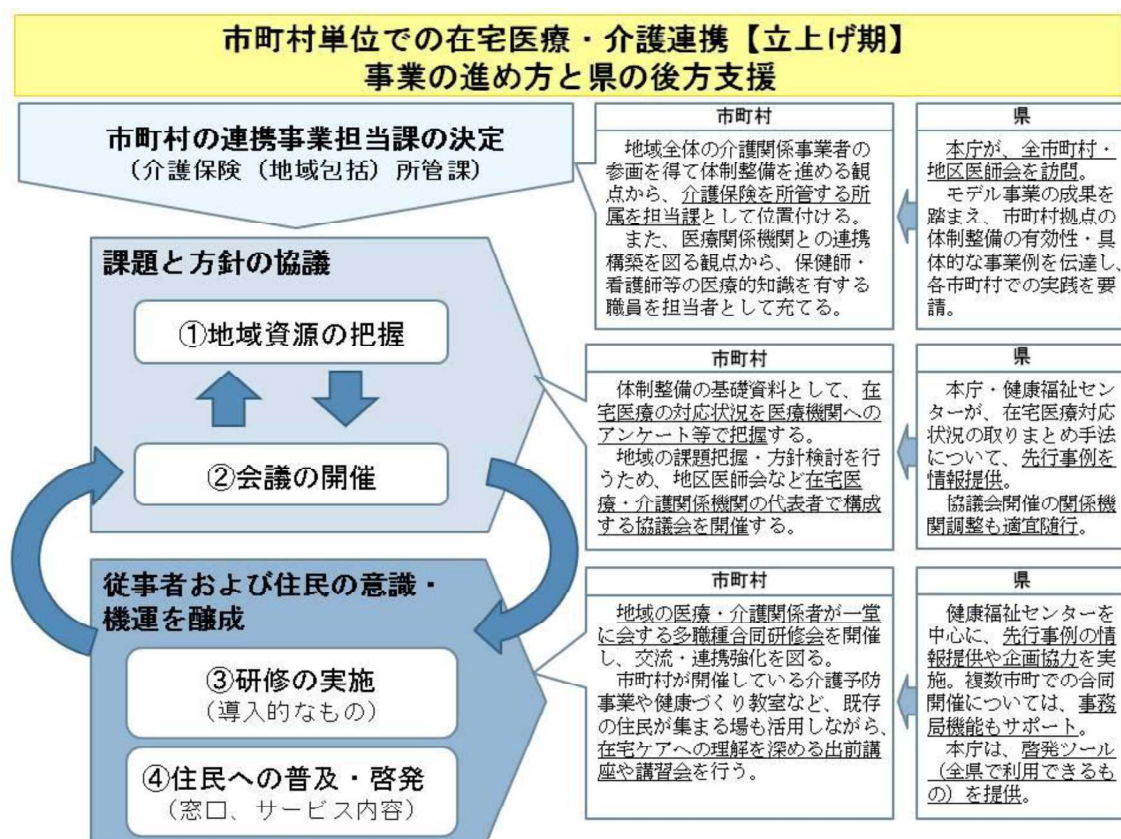 市町村単位での在宅医療・介護連携【立上げ期】
事業の進め方と県の後方支援
市町村の連携事業担当課の決定
（介護保険（地域包括）所管課）
市町村
地域全体の介護関係事業者の
参画を得て体制整備を進める観
点から、介護保険を所管する所
属を担当課として位置付ける。
また、医療関係機関との連携
構築を図る観点から、保健師・
看護師等の医療的知識を有する
職員を担当者として充てる。
県
本庁が、全市町村・
地区医師会を訪問。
モデル事業の成果を
踏まえ、市町村拠点の
体制整備の有効性・具
体的な事業例を伝達し、
各市町村での実践を要
請。
課題と方針の協議
①地域資源の把握
②会議の開催
市町村
体制整備の基礎資料として、在
宅医療の対応状況を医療機関への
アンケート等で把握する。
地域の課題把握・方針検討を行
うため、地区医師会など在宅医
療・介護関係機関の代表者で構成
する協議会を開催する。
県
本庁・健康福祉セン
ターが、在宅医療対応
状況の取りまとめ手法
について、先行事例を
情報提供。
協議会開催の関係機
関調整も適宜随行。
従事者および住民の意識・
機運を醸成
③研修の実施
（導入的なもの）
④住民への普及・啓発
（窓口、サービス内容）
市町村
地域の医療・介護関係者が一堂
に会する多職種合同研修会を開催
し、交流・連携強化を図る。
市町村が開催している介護予防
事業や健康づくり教室など、既存
の住民が集まる場も活用しながら、
在宅ケアへの理解を深める出前講
座や講習会を行う。
県
健康福祉センターを
中心に、先行事例の情
報提供や企画協力を実
施。複数市町での合同
開催については、事務
局機能もサポート。
本庁は、啓発ツール
（全県で利用できるも
の）を提供。